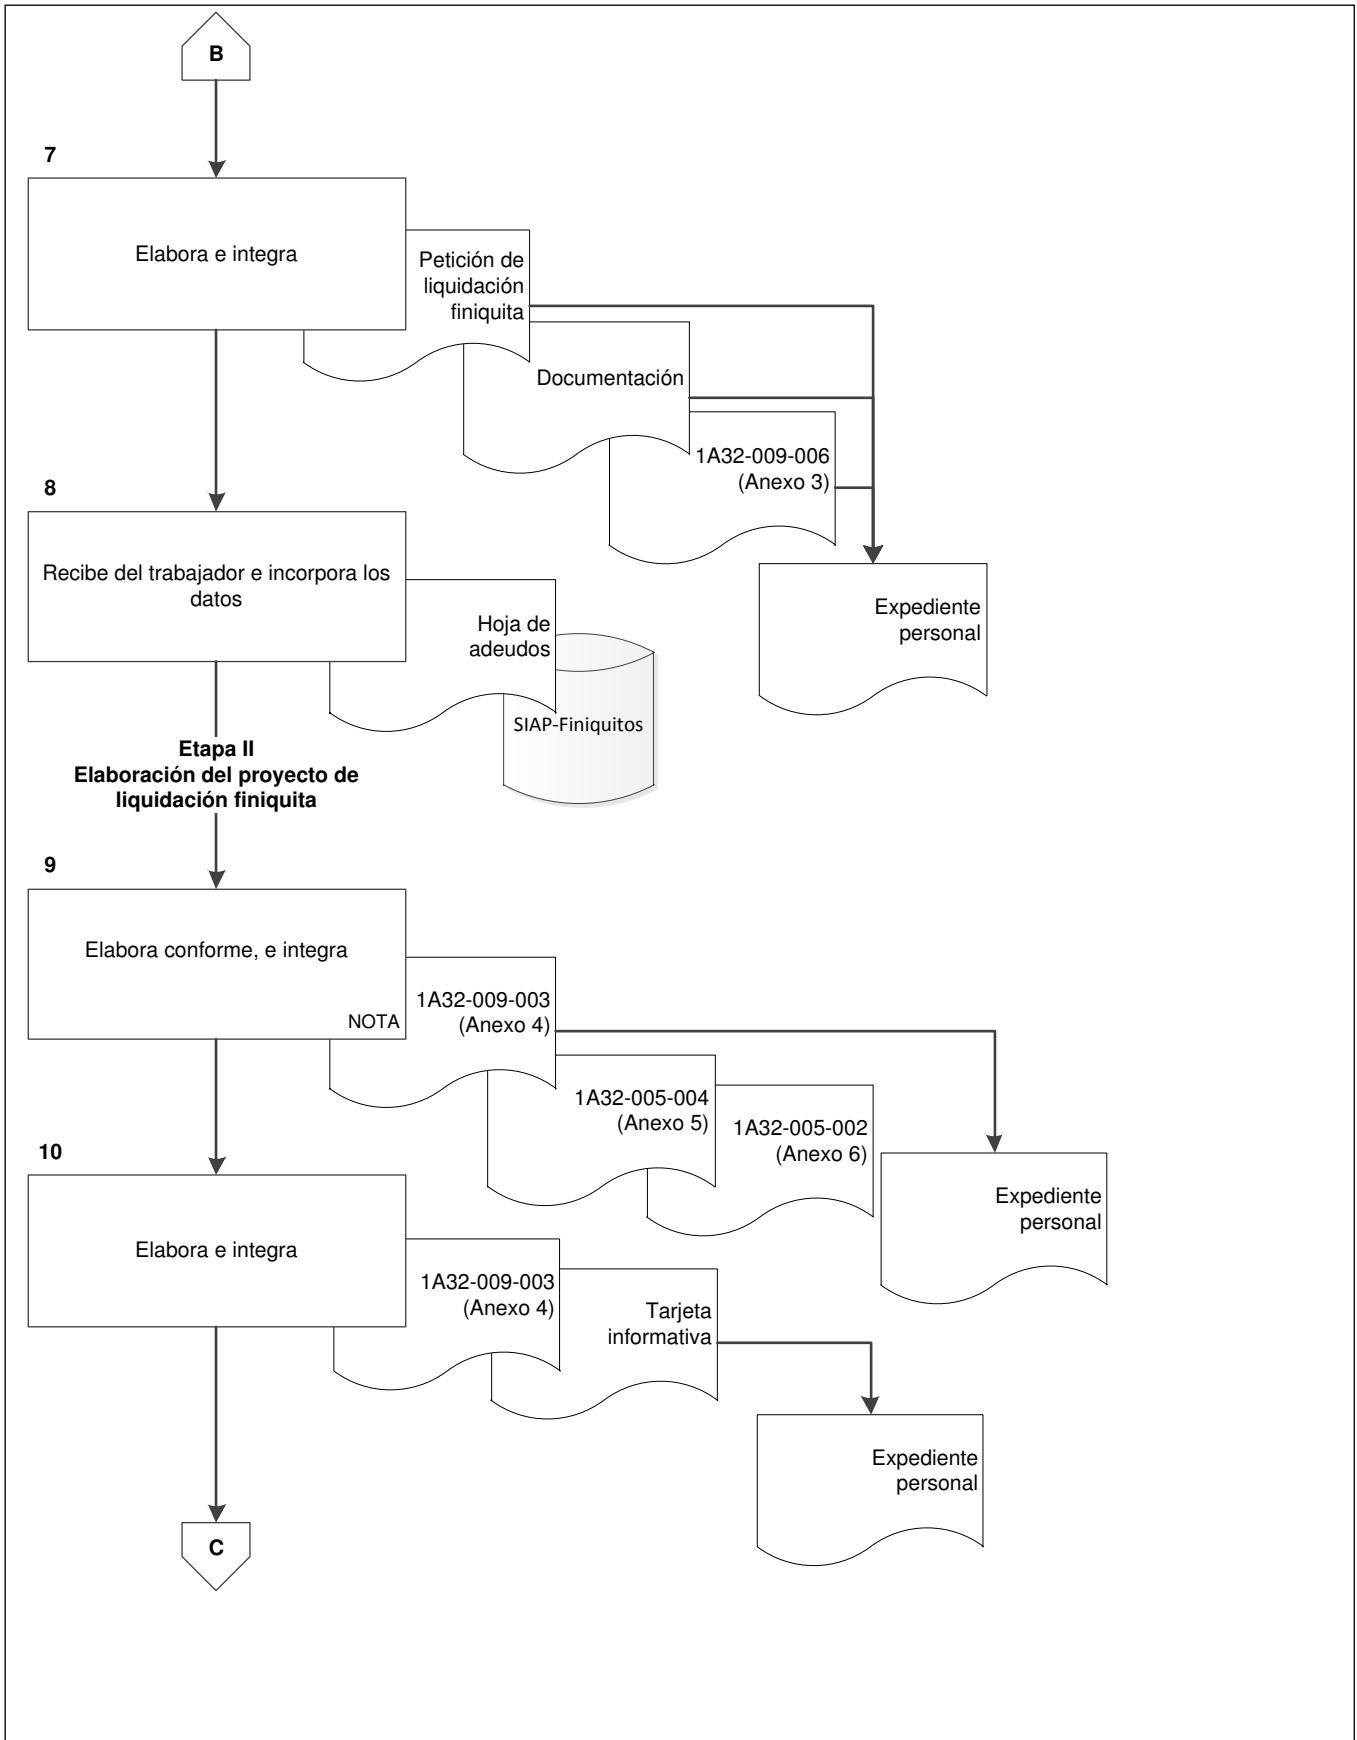 B
7
Elabora e integra
Petición de
liquidación
finiquita
Documentación
1A32-009-006
(Anexo 3)
8
Recibe del trabajador e incorpora los
datos
Hoja de
adeudos
Expediente
personal
SIAP-Finiquitos
Etapa II
Elaboración del proyecto de
liquidación finiquita
9
Elabora conforme, e integra
NOTA
1A32-009-003
(Anexo 4)
1A32-005-004
(Anexo 5)
1A32-005-002
(Anexo 6)
Expediente
personal
10
Elabora e integra
1A32-009-003
(Anexo 4)
Tarjeta
informativa
Expediente
personal
C